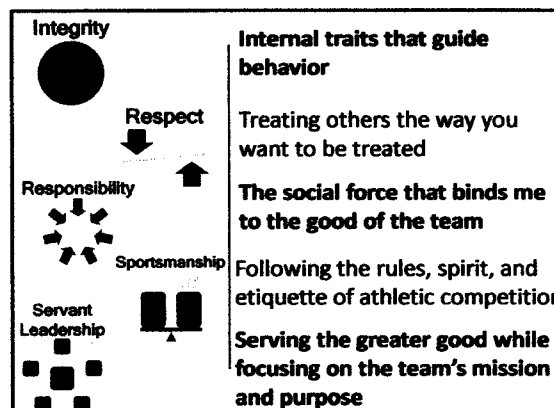 Integrity
Internal traits that guide
behavior
Respect
Treating others the way you
want to be treated
Responsibility
The social force that binds me
to the good of the team
Sportsmanship
Following the rules, spirit, and
etiquette of athletic competition
Servant
Leadership
Serving the greater good while
focusing on the team's mission
and purpose